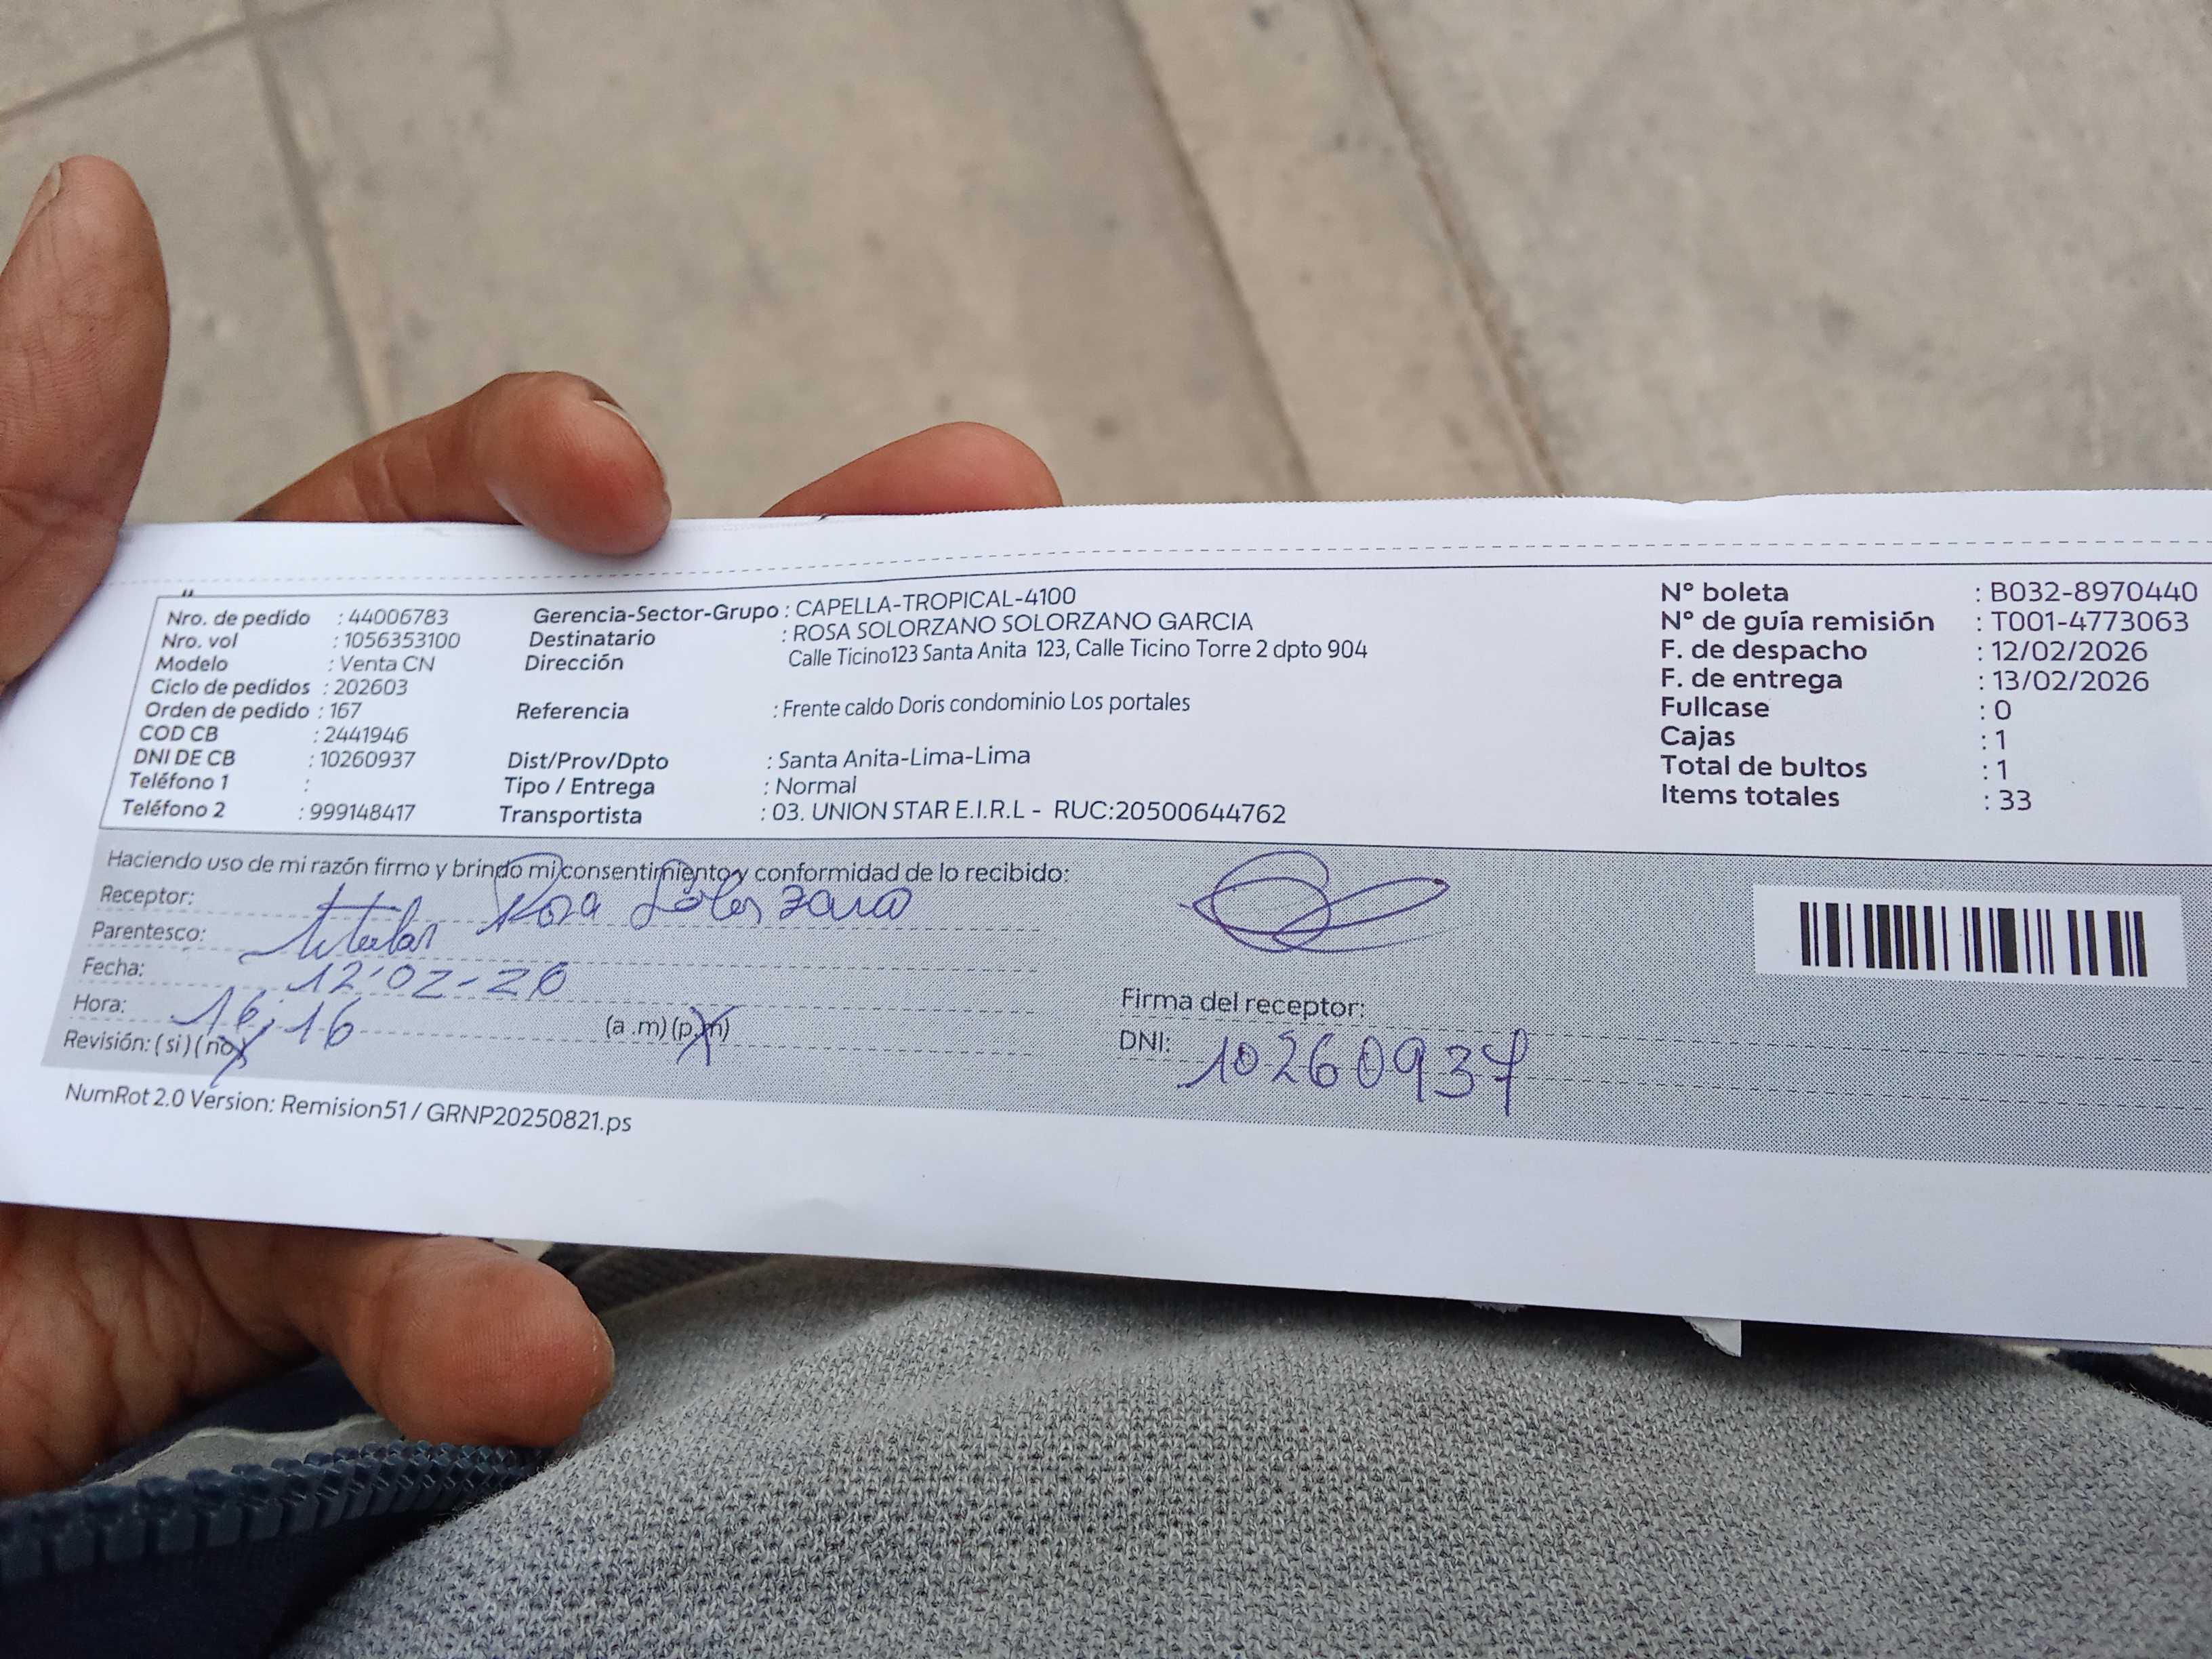 Nro. de pedido : 44006783
Nro. vol : 1056353100
Modelo : Venta CN
Ciclo de pedidos : 202603
Orden de pedido : 167
COD CB : 2441946
DNI DE CB : 10260937
Teléfono 1 :
Teléfono 2 : 999148417
Gerencia-Sector-Grupo : CAPELLA-TROPICAL-4100
Destinatario : ROSA SOLORZANO SOLORZANO GARCIA
Dirección Calle Ticino123 Santa Anita 123, Calle Ticino Torre 2 dpto 904
Referencia : Frente caldo Doris condominio Los portales
Dist/Prov/Dpto : Santa Anita-Lima-Lima
Tipo / Entrega : Normal
Transportista : 03. UNION STAR E.I.R.L - RUC:20500644762
Nº boleta : B032-8970440
Nº de guía remisión : T001-4773063
F. de despacho : 12/02/2026
F. de entrega : 13/02/2026
Fullcase : 0
Cajas : 1
Total de bultos : 1
Items totales : 33
Haciendo uso de mi razón firmo y brindo mi consentimiento y conformidad de lo recibido:
Receptor: Rosa Solorzano
Parentesco: titular
Fecha: 12-02-26
Hora: 16:16 (a .m) (p.m)
Revisión: ( si ) ( no )
Firma del receptor:
DNI: 10260937
NumRot 2.0 Version: Remision51 / GRNP20250821.ps